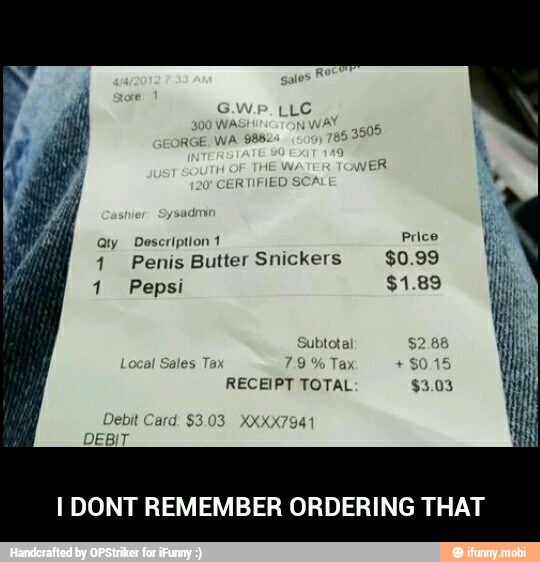 4/4/2012 7:33 AM
Sales Receipt
Store: 1
G.W.P. LLC
300 WASHINGTON WAY
GEORGE, WA 98824 (509) 785 3505
INTERSTATE 90 EXIT 149
JUST SOUTH OF THE WATER TOWER
120' CERTIFIED SCALE
Cashier: Sysadmin
Qty Description 1 Price
1 Penis Butter Snickers $0.99
1 Pepsi $1.89
Subtotal: $2.88
Local Sales Tax 7.9 % Tax: + $0.15
RECEIPT TOTAL: $3.03
Debit Card: $3.03 XXXX7941
DEBIT
I DONT REMEMBER ORDERING THAT
Handcrafted by OPStriker for iFunny :)
ifunny.mobi